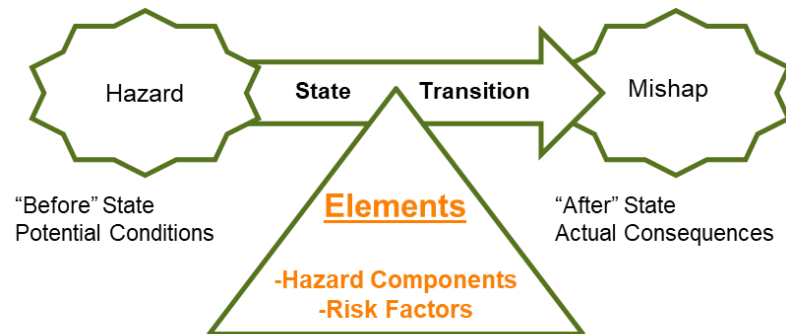 Hazard
State Transition
Mishap
“Before” State
Potential Conditions
Elements
-Hazard Components
-Risk Factors
“After” State
Actual Consequences